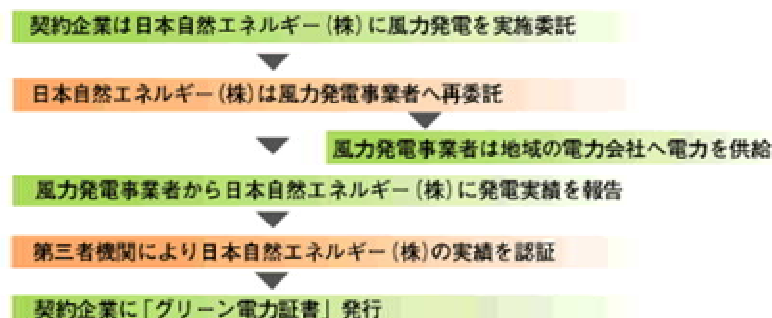 契約企業は日本自然エネルギー(株)に風力発電を実施委託
日本自然エネルギー(株)は風力発電事業者へ再委託
風力発電事業者は地域の電力会社へ電力を供給
風力発電事業者から日本自然エネルギー(株)に発電実績を報告
第三者機関により日本自然エネルギー(株)の実績を認証
契約企業に「グリーン電力証書」発行